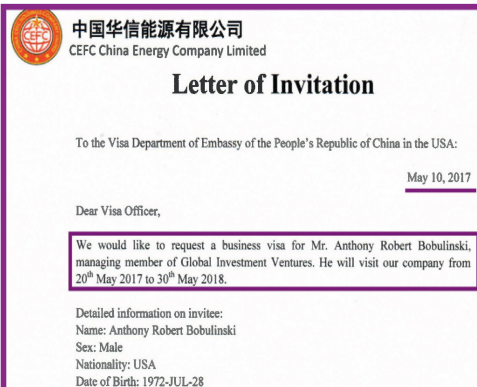 CEFC
中国华信能源有限公司
CEFC China Energy Company Limited
Letter of Invitation
To the Visa Department of Embassy of the People's Republic of China in the USA:
May 10, 2017
Dear Visa Officer,
We would like to request a business visa for Mr. Anthony Robert Bobulinski,
managing member of Global Investment Ventures. He will visit our company from
20th May 2017 to 30th May 2018.
Detailed information on invitee:
Name: Anthony Robert Bobulinski
Sex: Male
Nationality: USA
Date of Birth: 1972-JUL-28